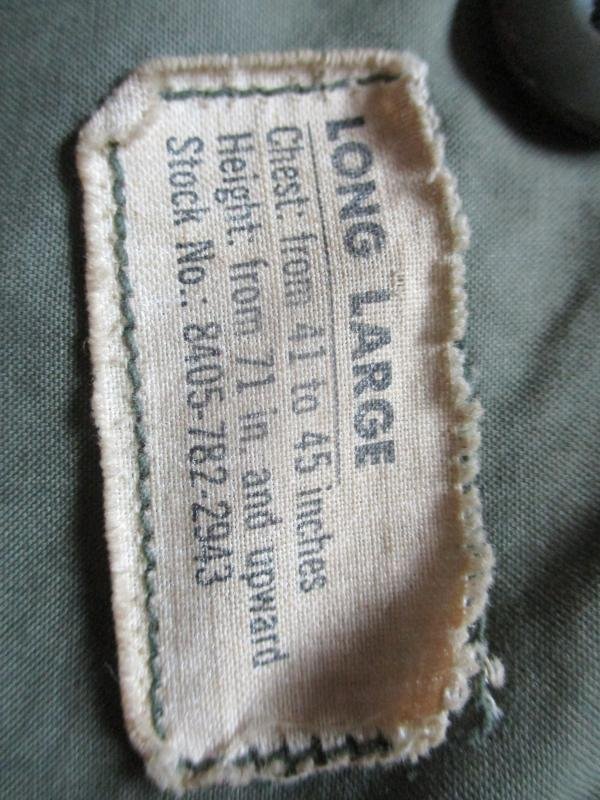 LONG LARGE
Chest: from 41 to 45 inches
Height: from 71 in. and upward
Stock No.: 8405-782-2943